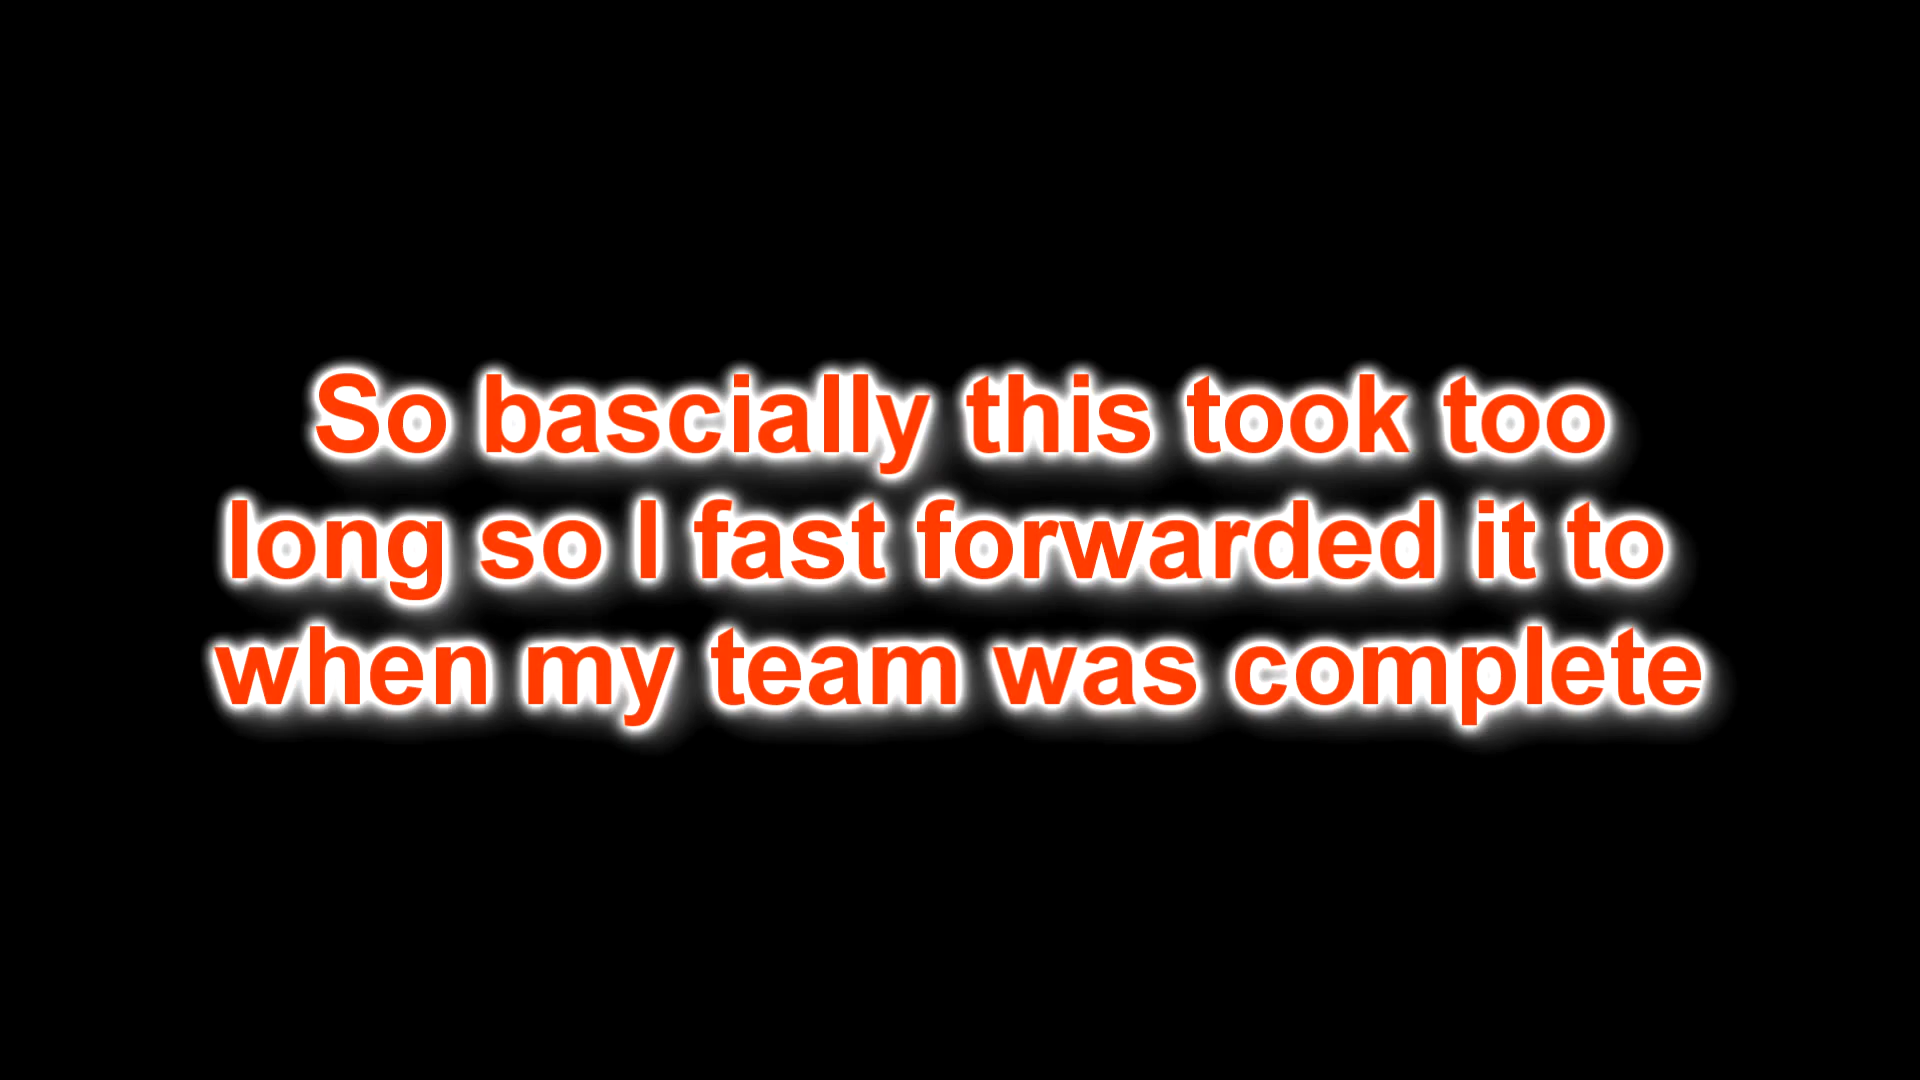 So bascially this took too
long so I fast forwarded it to
when my team was complete